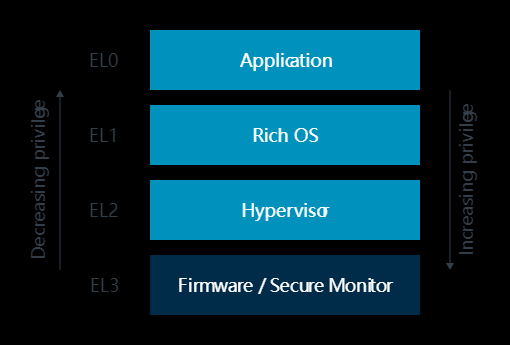 EL0
Application
EL1
Rich OS
EL2
Hypervisor
EL3
Firmware / Secure Monitor
Decreasing privilege
Increasing privilege